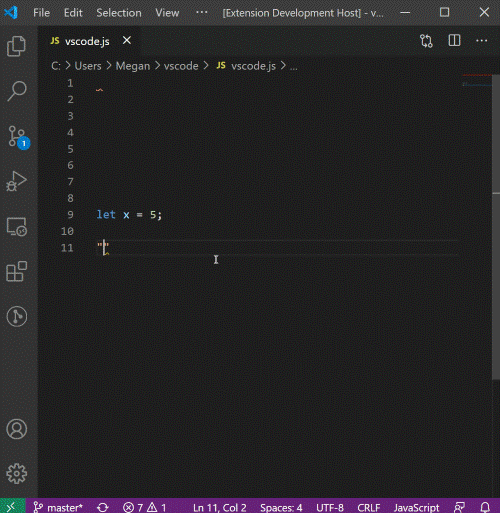 File Edit Selection View ··· [Extension Development Host] - v...
JS vscode.js
C: > Users > Megan > vscode > JS vscode.js > ...
1
2
3
4
5
6
7
8
9 let x = 5;
10
11 ""
1
master* 7 1 Ln 11, Col 2 Spaces: 4 UTF-8 CRLF JavaScript